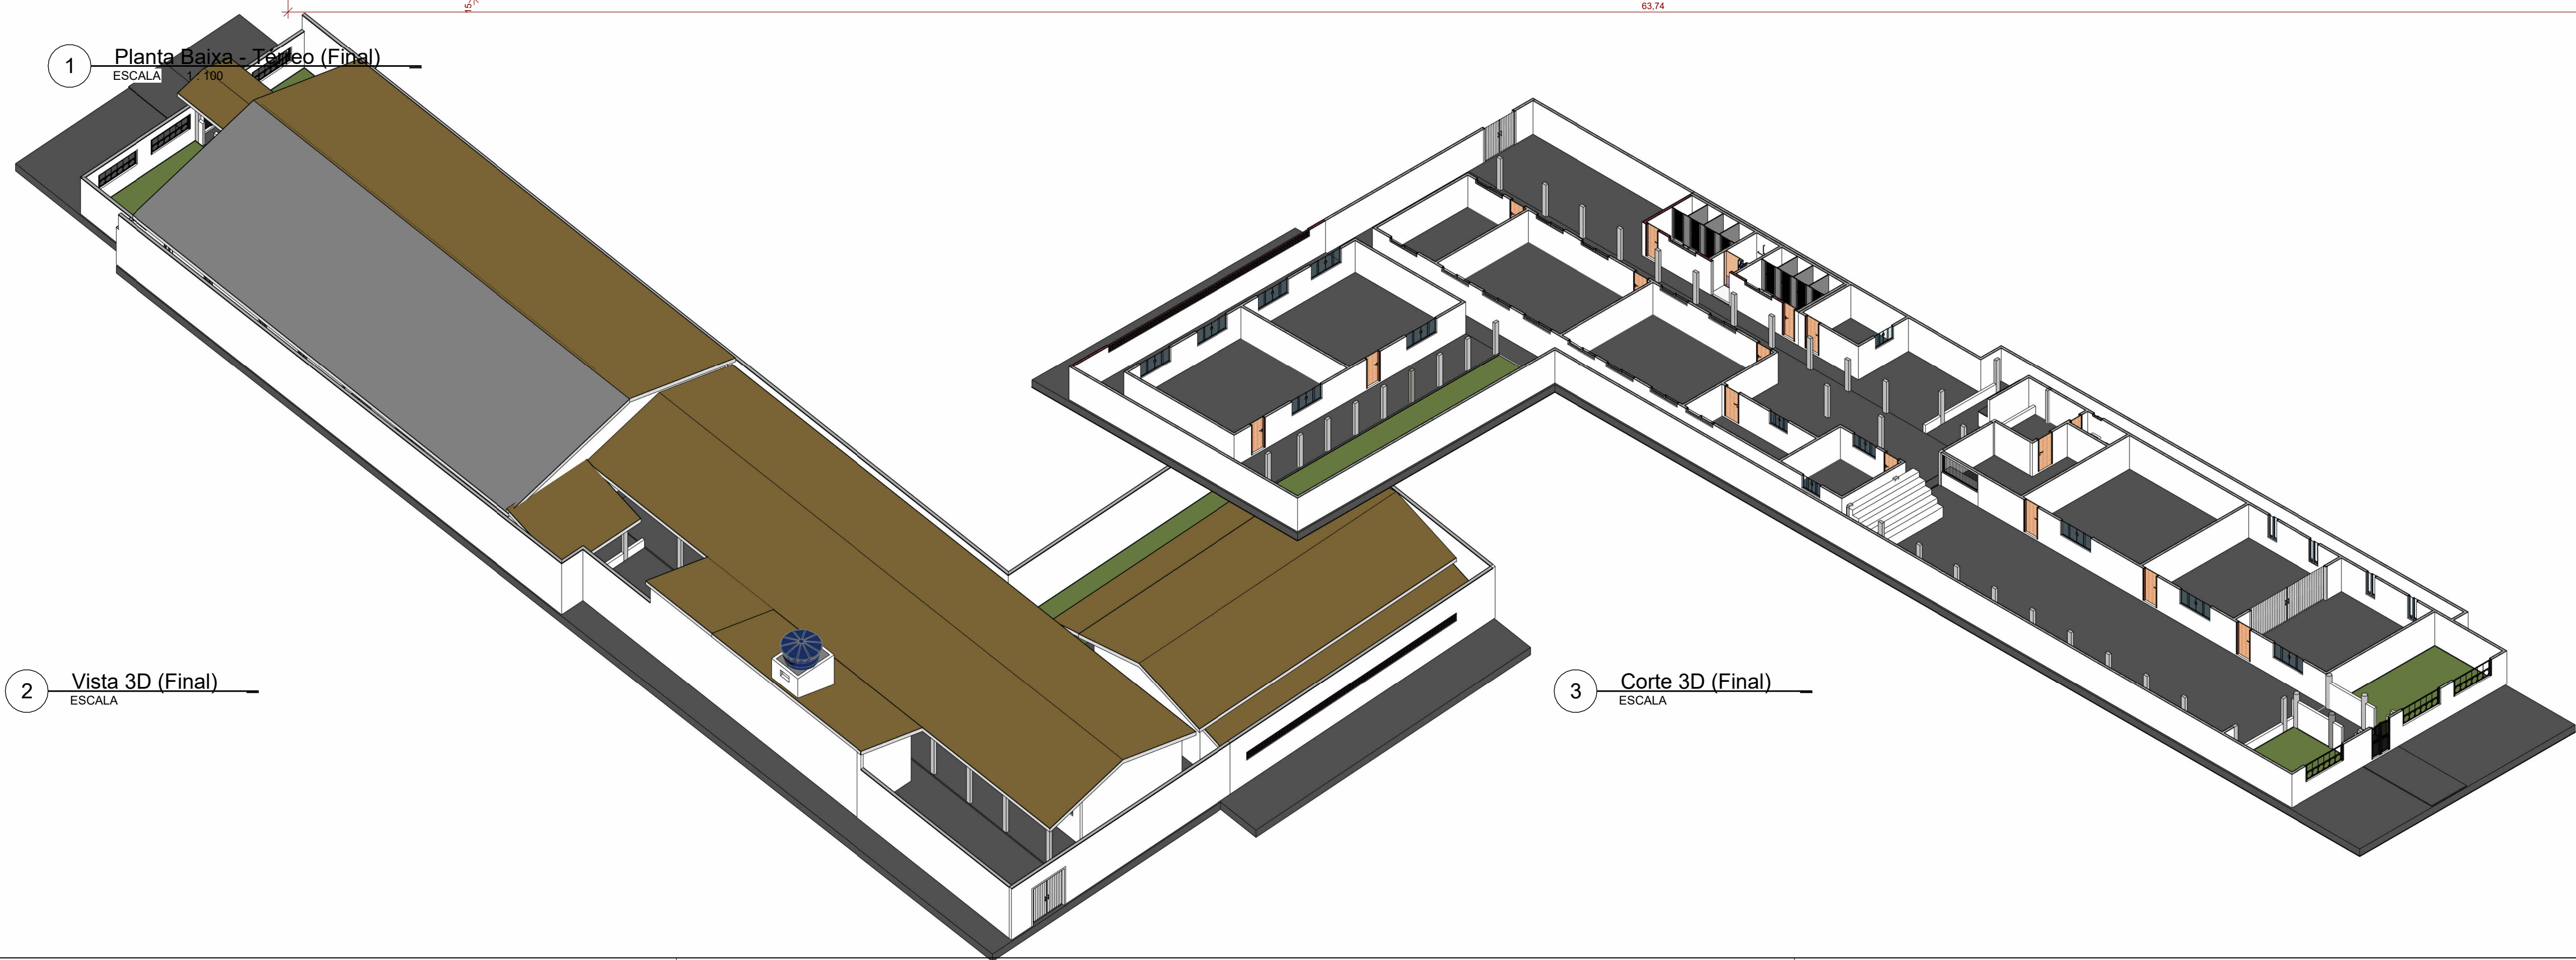 63,74
1 Planta Baixa - Térreo (Final)
ESCALA 1 : 100
2 Vista 3D (Final)
ESCALA
3 Corte 3D (Final)
ESCALA